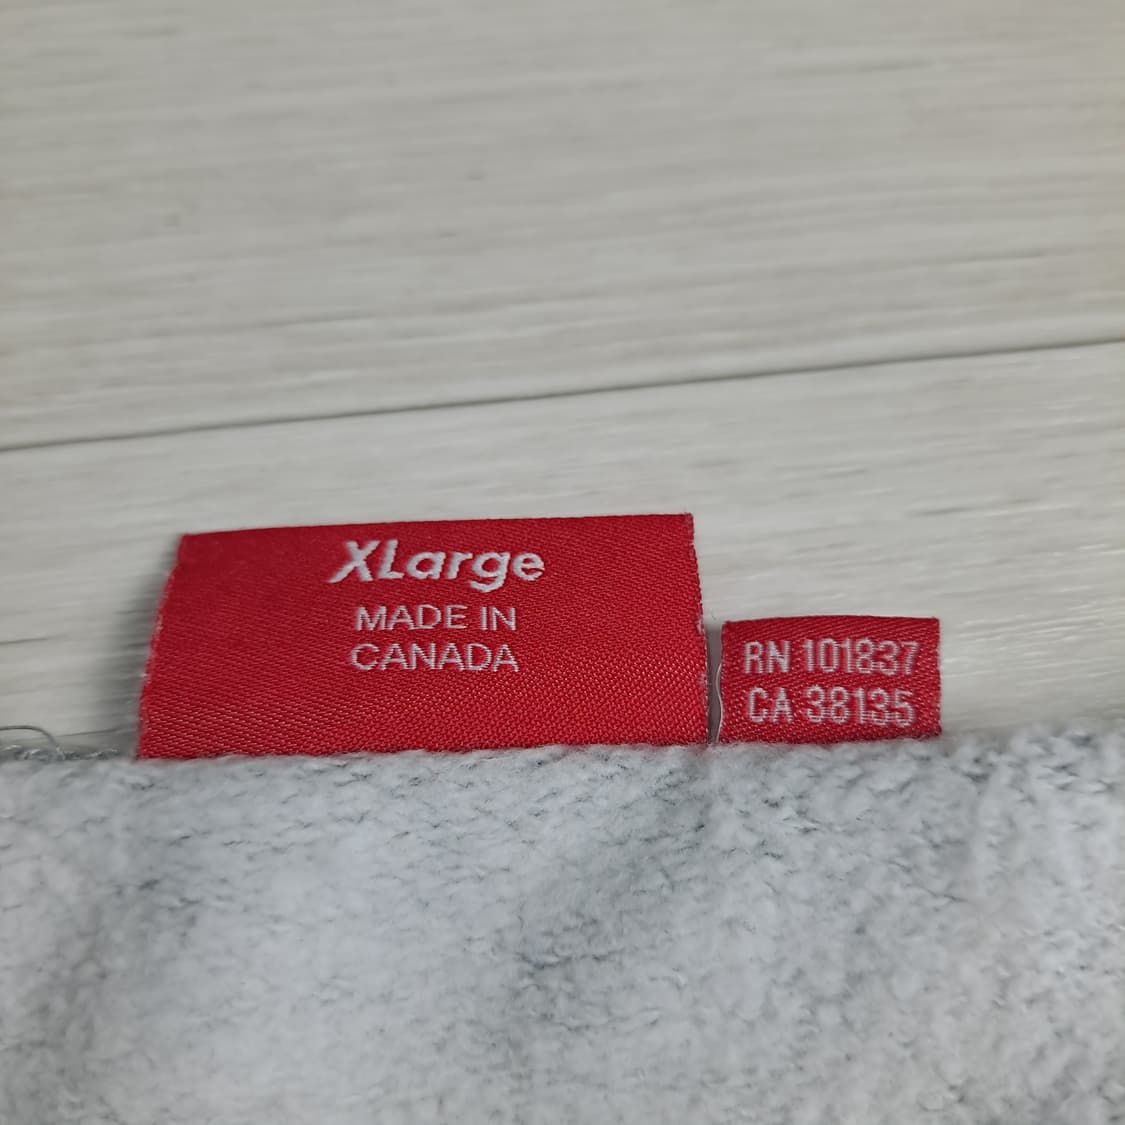 XLarge
MADE IN
CANADA
RN 101837
CA 38135